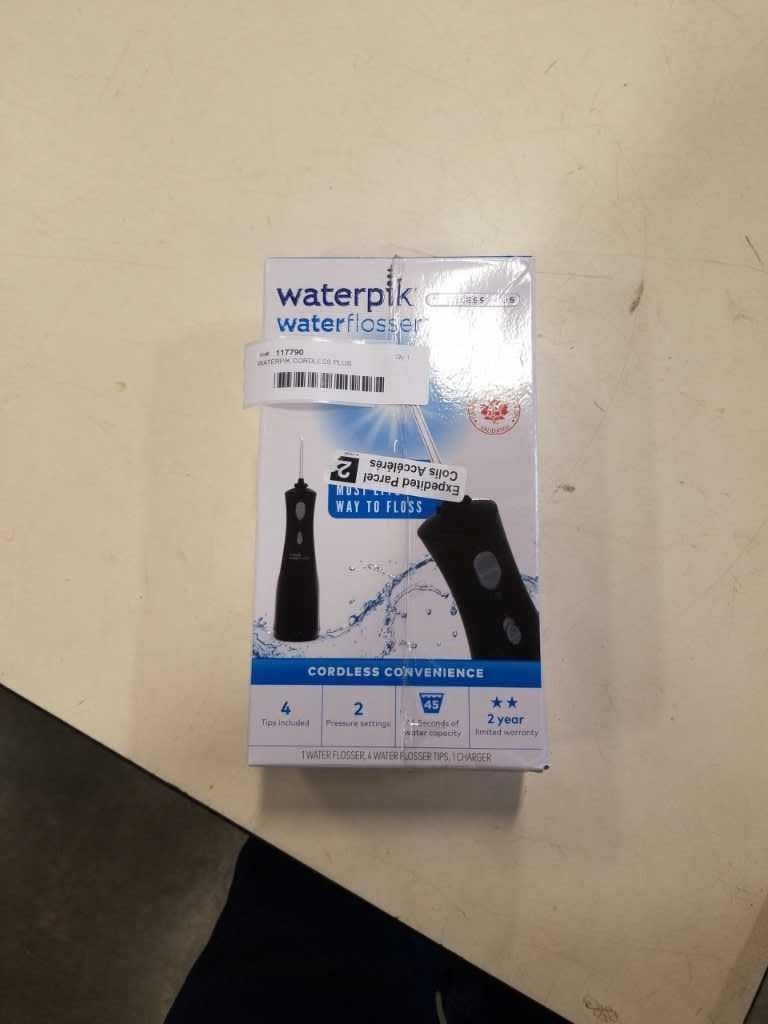 waterpik
waterflosser
117790
Qty 1
WATERPIK CORDLESS PLUS
Expedited Parcel
Colis Accélérés
2
MOST
WAY TO FLOSS
CORDLESS CONVENIENCE
4
Tips included
2
Pressure settings
45
Seconds of
water capacity
2 year
limited warranty
1 WATER FLOSSER, 4 WATER FLOSSER TIPS, 1 CHARGER